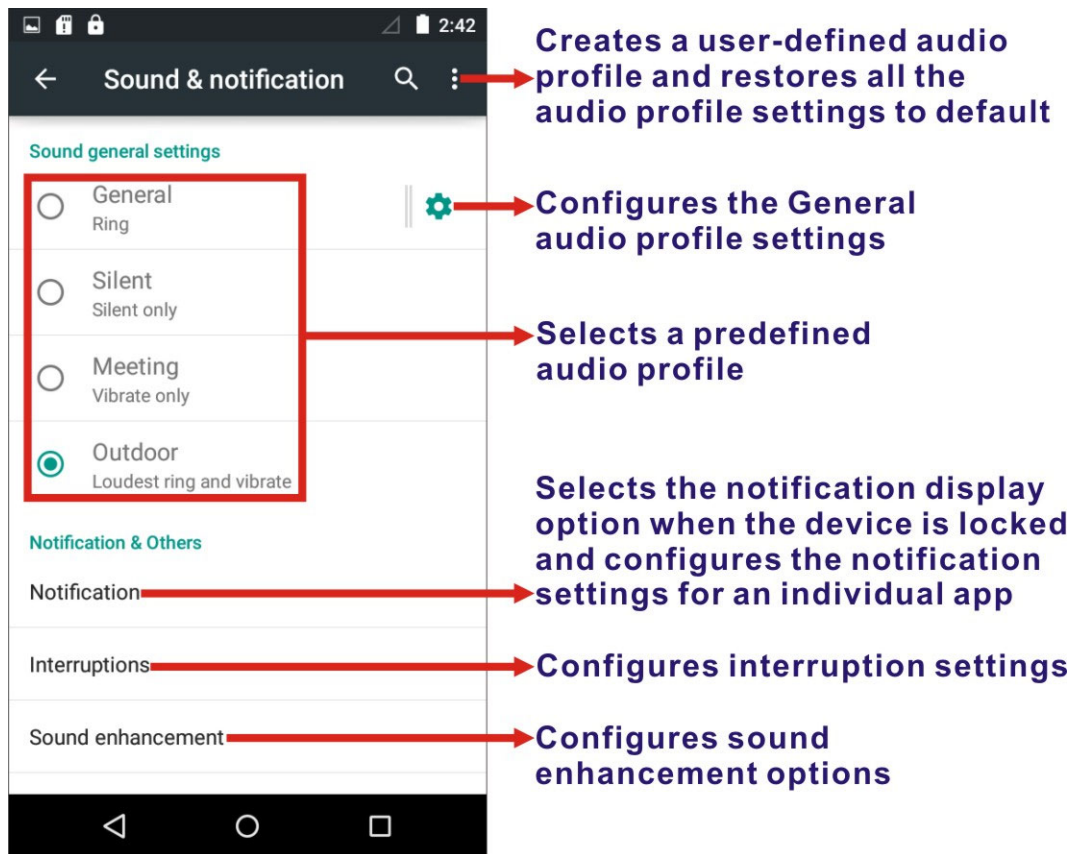 2:42
Sound & notification
Sound general settings
General
Ring
Silent
Silent only
Meeting
Vibrate only
Outdoor
Loudest ring and vibrate
Notification & Others
Notification
Interruptions
Sound enhancement
Creates a user-defined audio
profile and restores all the
audio profile settings to default
Configures the General
audio profile settings
Selects a predefined
audio profile
Selects the notification display
option when the device is locked
and configures the notification
settings for an individual app
Configures interruption settings
Configures sound
enhancement options